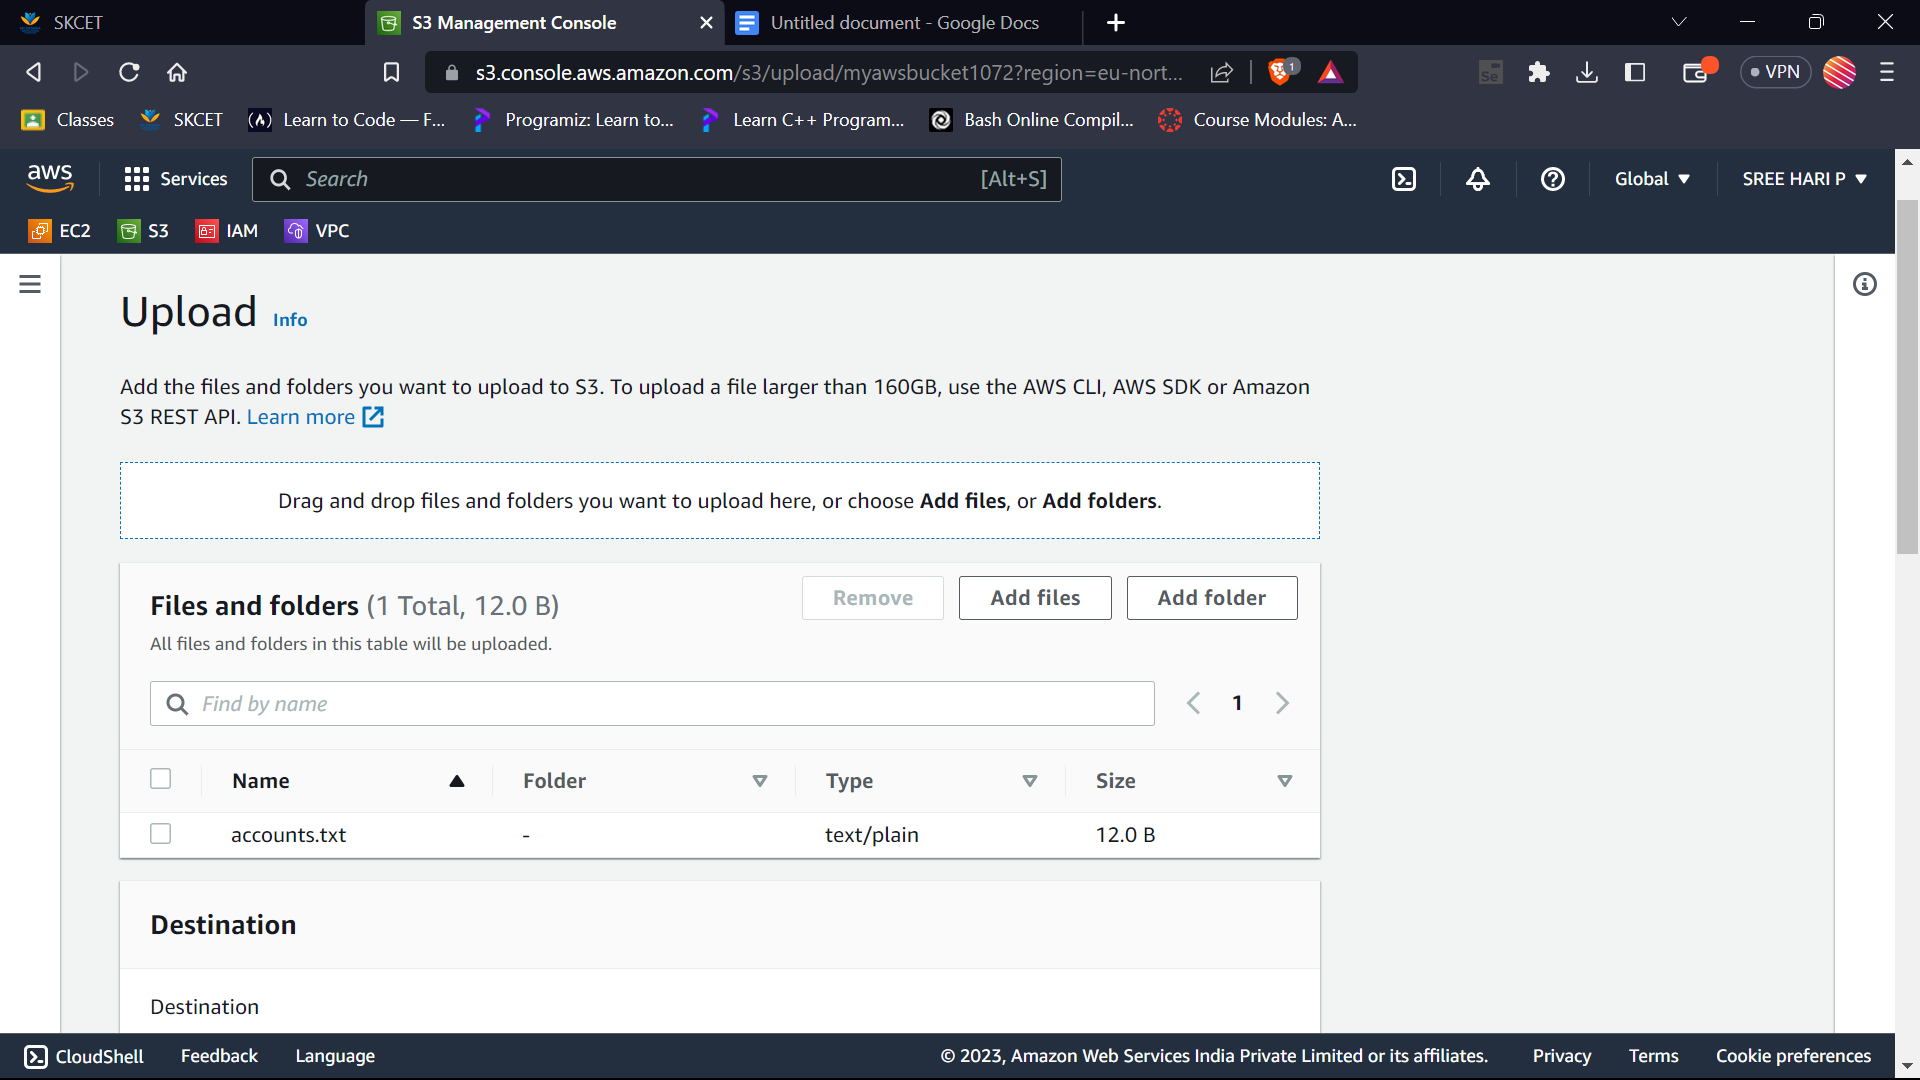 SKCET
S3 Management Console
Untitled document - Google Docs
s3.console.aws.amazon.com/s3/upload/myawsbucket1072?region=eu-nort...
1
Se
VPN
Classes
SKCET
Learn to Code — F...
Programiz: Learn to...
Learn C++ Program...
Bash Online Compil...
Course Modules: A...
aws
Services
Search
[Alt+S]
Global
SREE HARI P
EC2
S3
IAM
VPC
Upload Info
Add the files and folders you want to upload to S3. To upload a file larger than 160GB, use the AWS CLI, AWS SDK or Amazon
S3 REST API. Learn more
Drag and drop files and folders you want to upload here, or choose Add files, or Add folders.
Files and folders (1 Total, 12.0 B)
Remove
Add files
Add folder
All files and folders in this table will be uploaded.
Find by name
1
Name Folder Type Size
accounts.txt - text/plain 12.0 B
Destination
Destination
CloudShell
Feedback
Language
© 2023, Amazon Web Services India Private Limited or its affiliates.
Privacy
Terms
Cookie preferences